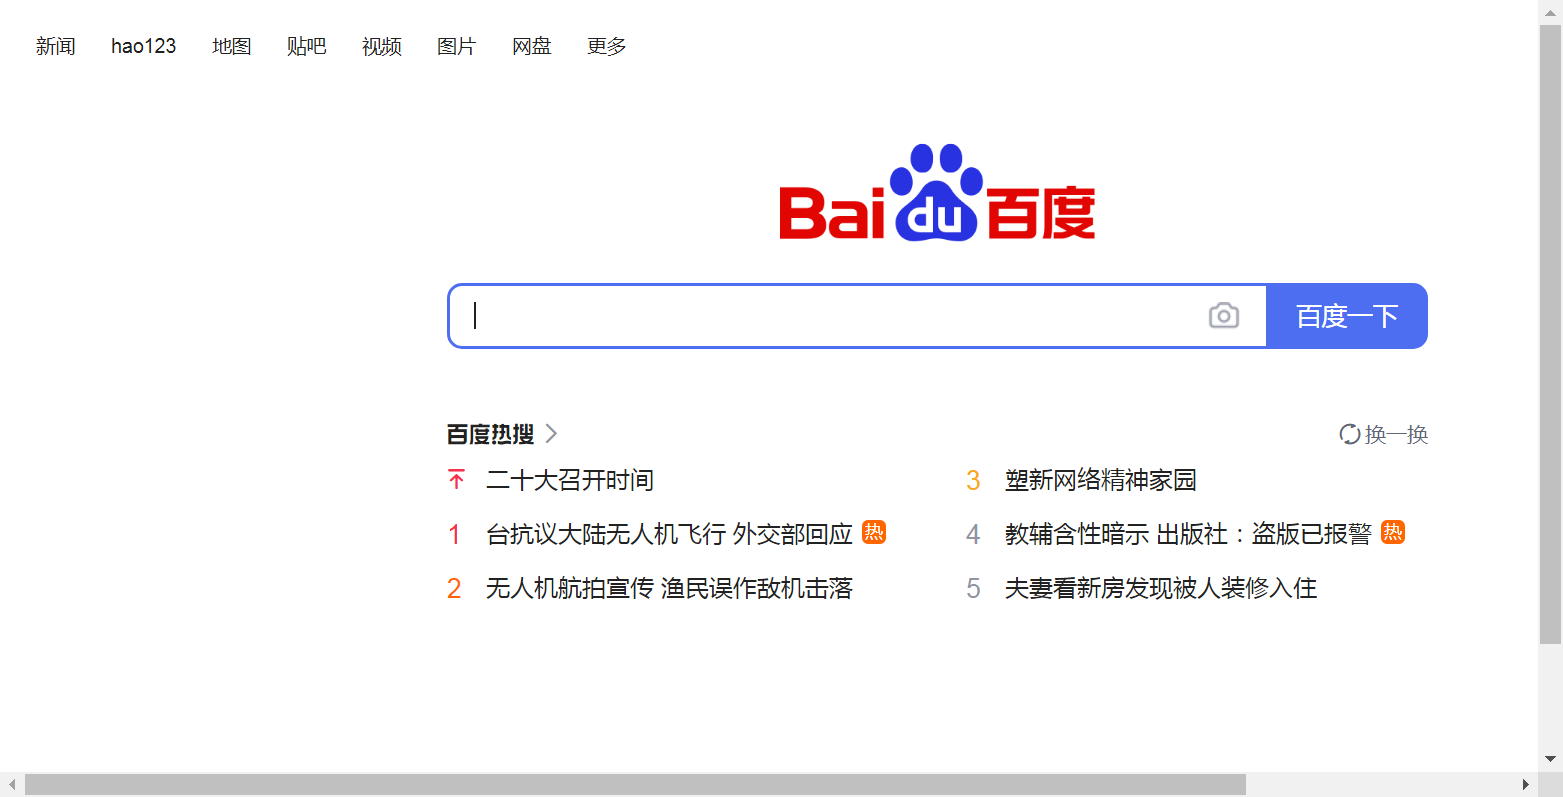 新闻 hao123 地图 贴吧 视频 图片 网盘 更多
Bai du 百度
百度一下
百度热搜 换一换
二十大召开时间
1 台抗议大陆无人机飞行 外交部回应 热
2 无人机航拍宣传 渔民误作敌机击落
3 塑新网络精神家园
4 教辅含性暗示 出版社：盗版已报警 热
5 夫妻看新房发现被人装修入住